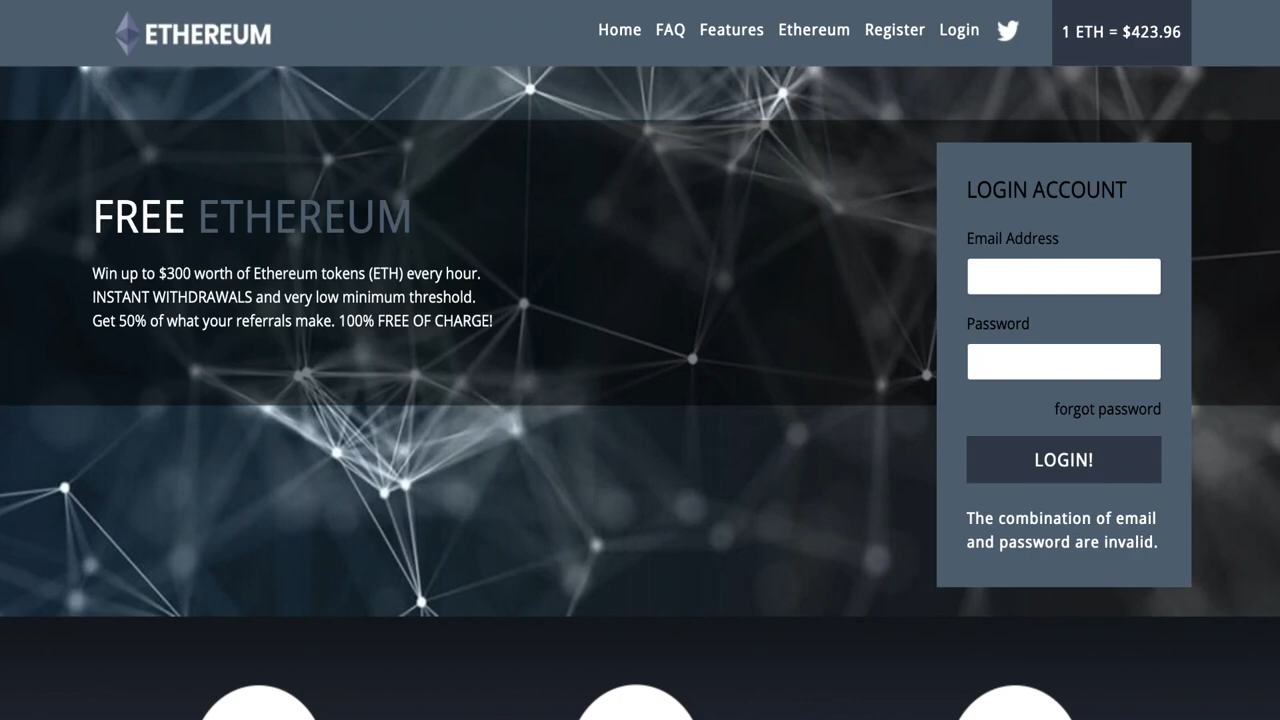 ETHEREUM
Home FAQ Features Ethereum Register Login
1 ETH = $423.96
FREE ETHEREUM
Win up to $300 worth of Ethereum tokens (ETH) every hour.
INSTANT WITHDRAWALS and very low minimum threshold.
Get 50% of what your referrals make. 100% FREE OF CHARGE!
LOGIN ACCOUNT
Email Address
Password
forgot password
LOGIN!
The combination of email
and password are invalid.